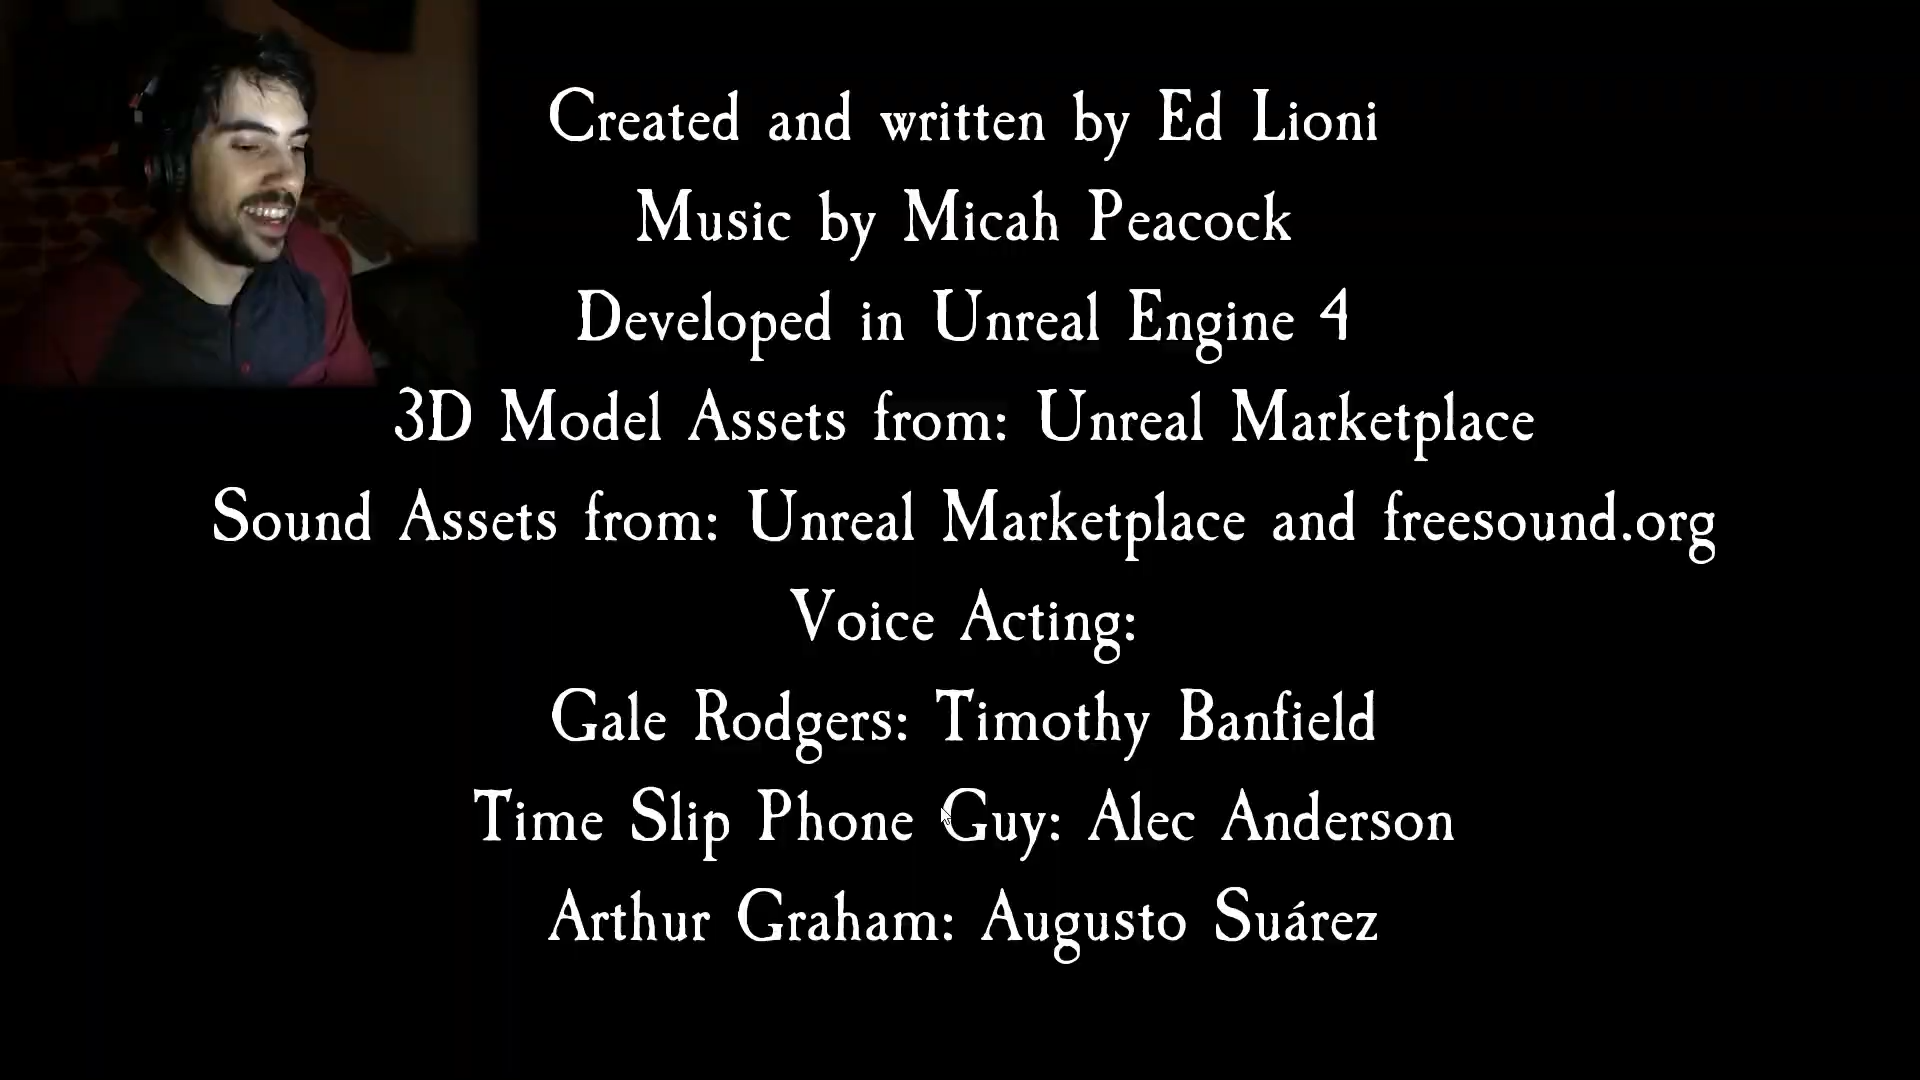 Created and written by Ed Lioni
Music by Micah Peacock
Developed in Unreal Engine 4
3D Model Assets from: Unreal Marketplace
Sound Assets from: Unreal Marketplace and freesound.org
Voice Acting:
Gale Rodgers: Timothy Banfield
Time Slip Phone Guy: Alec Anderson
Arthur Graham: Augusto Suárez